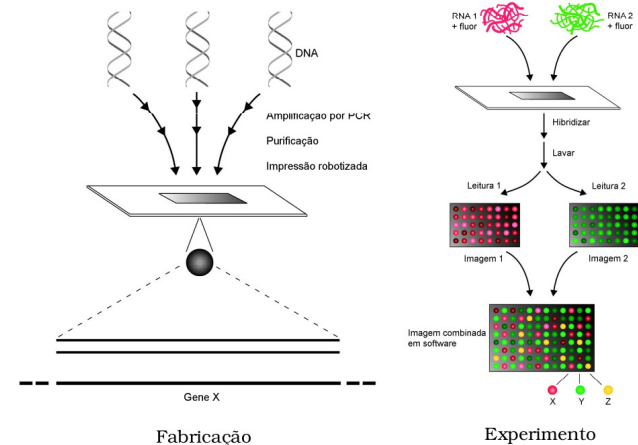 DNA
Amplificação por PCR
Purificação
Impressão robotizada
Gene X
Fabricação
RNA 1
+ fluor
RNA 2
+ fluor
Hibridizar
Lavar
Leitura 1
Leitura 2
Imagem 1
Imagem 2
Imagem combinada
em software
X
Y
Z
Experimento